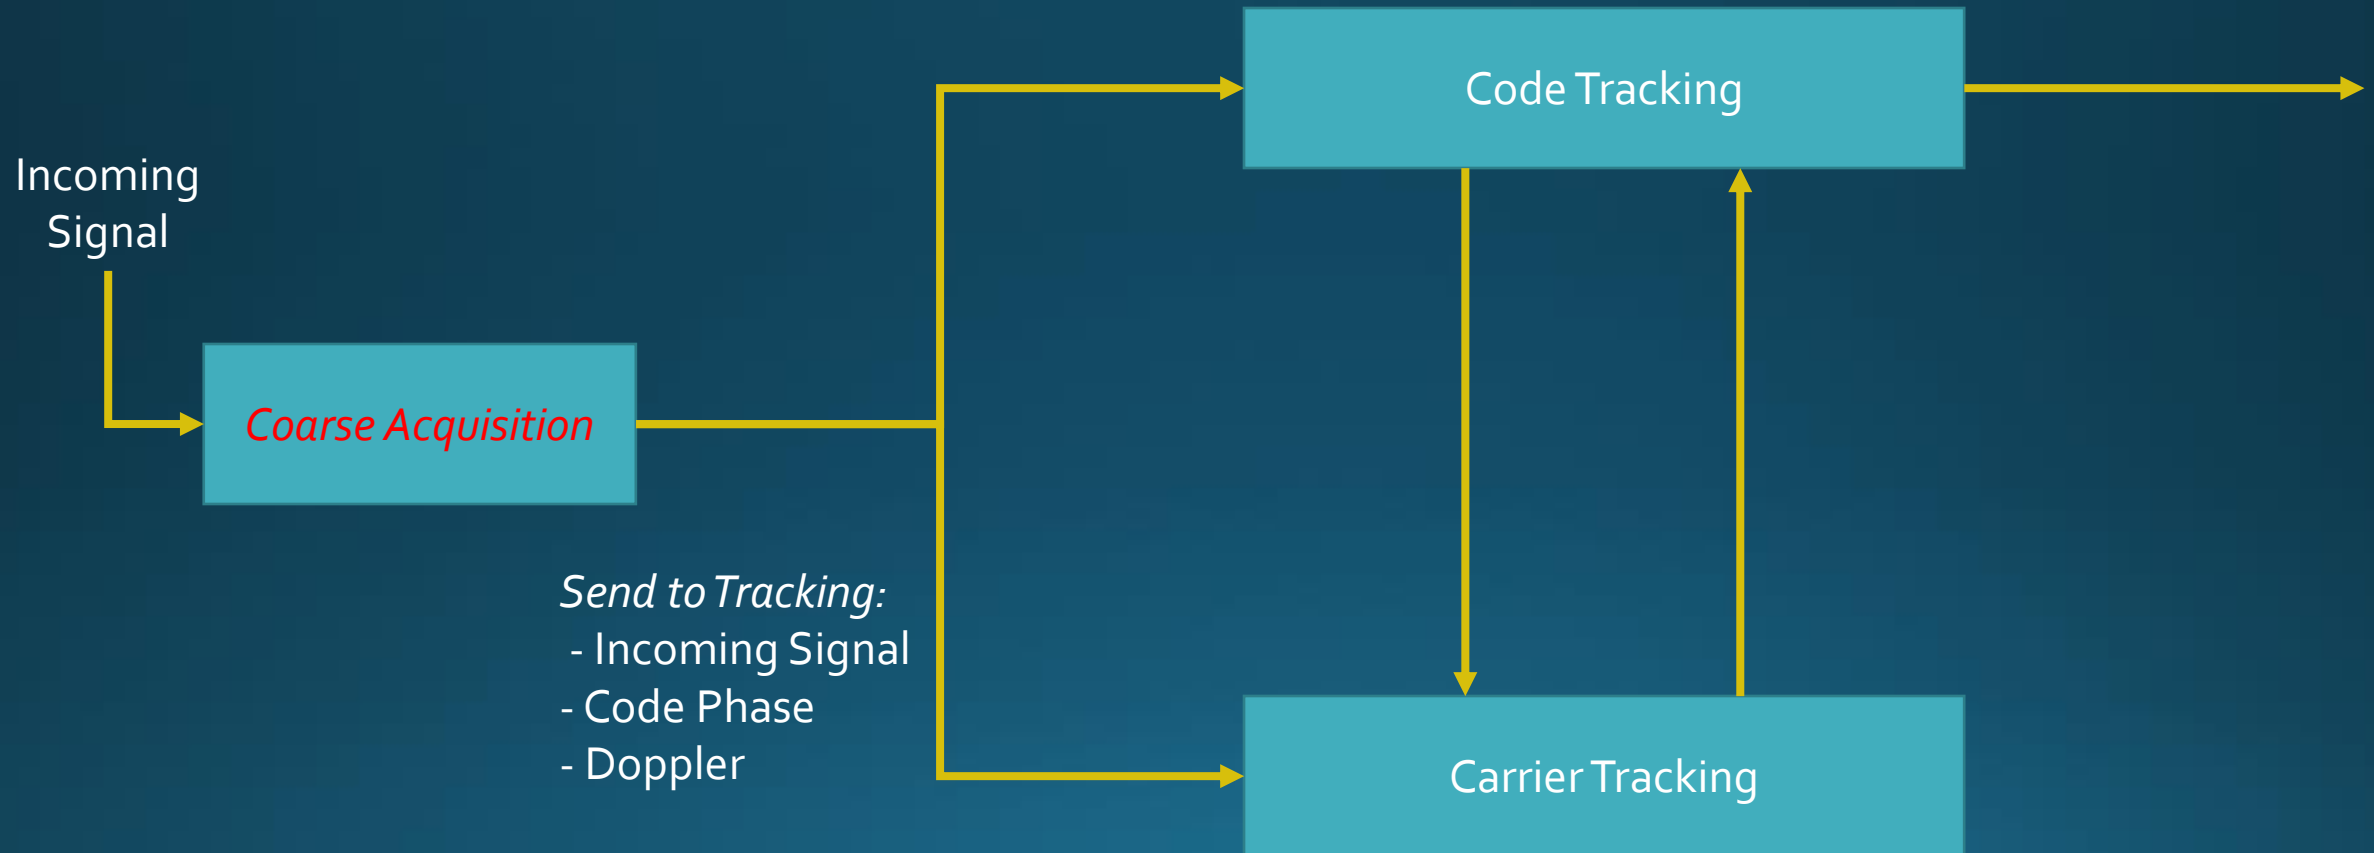 Incoming
Signal
Coarse Acquisition
Send to Tracking:
- Incoming Signal
- Code Phase
- Doppler
Code Tracking
Carrier Tracking